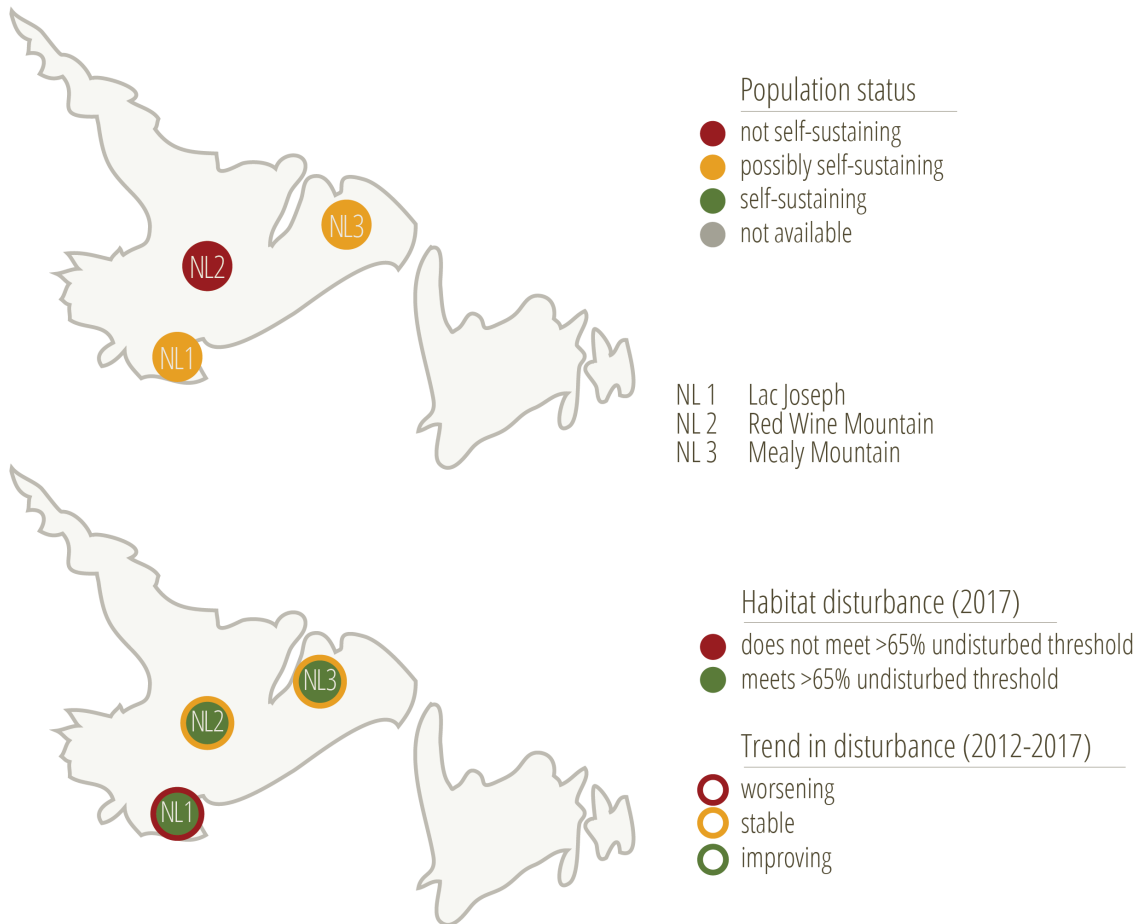 Population status
not self-sustaining
possibly self-sustaining
self-sustaining
not available
NL3
NL2
NL1
NL 1 Lac Joseph
NL 2 Red Wine Mountain
NL 3 Mealy Mountain
Habitat disturbance (2017)
does not meet >65% undisturbed threshold
meets >65% undisturbed threshold
NL3
NL2
NL1
Trend in disturbance (2012-2017)
worsening
stable
improving